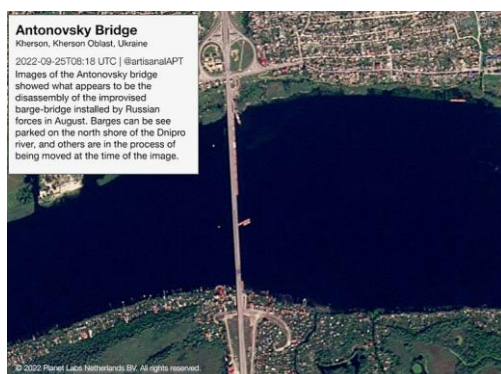 Antonovsky Bridge
Kherson, Kherson Oblast, Ukraine
2022-09-25T08:18 UTC | @artisanalAPT
Images of the Antonovsky bridge
showed what appears to be the
disassembly of the improvised
barge-bridge installed by Russian
forces in August. Barges can be see
parked on the north shore of the Dnipro
river, and others are in the process of
being moved at the time of the image.
© 2022 Planet Labs Netherlands BV. All rights reserved.